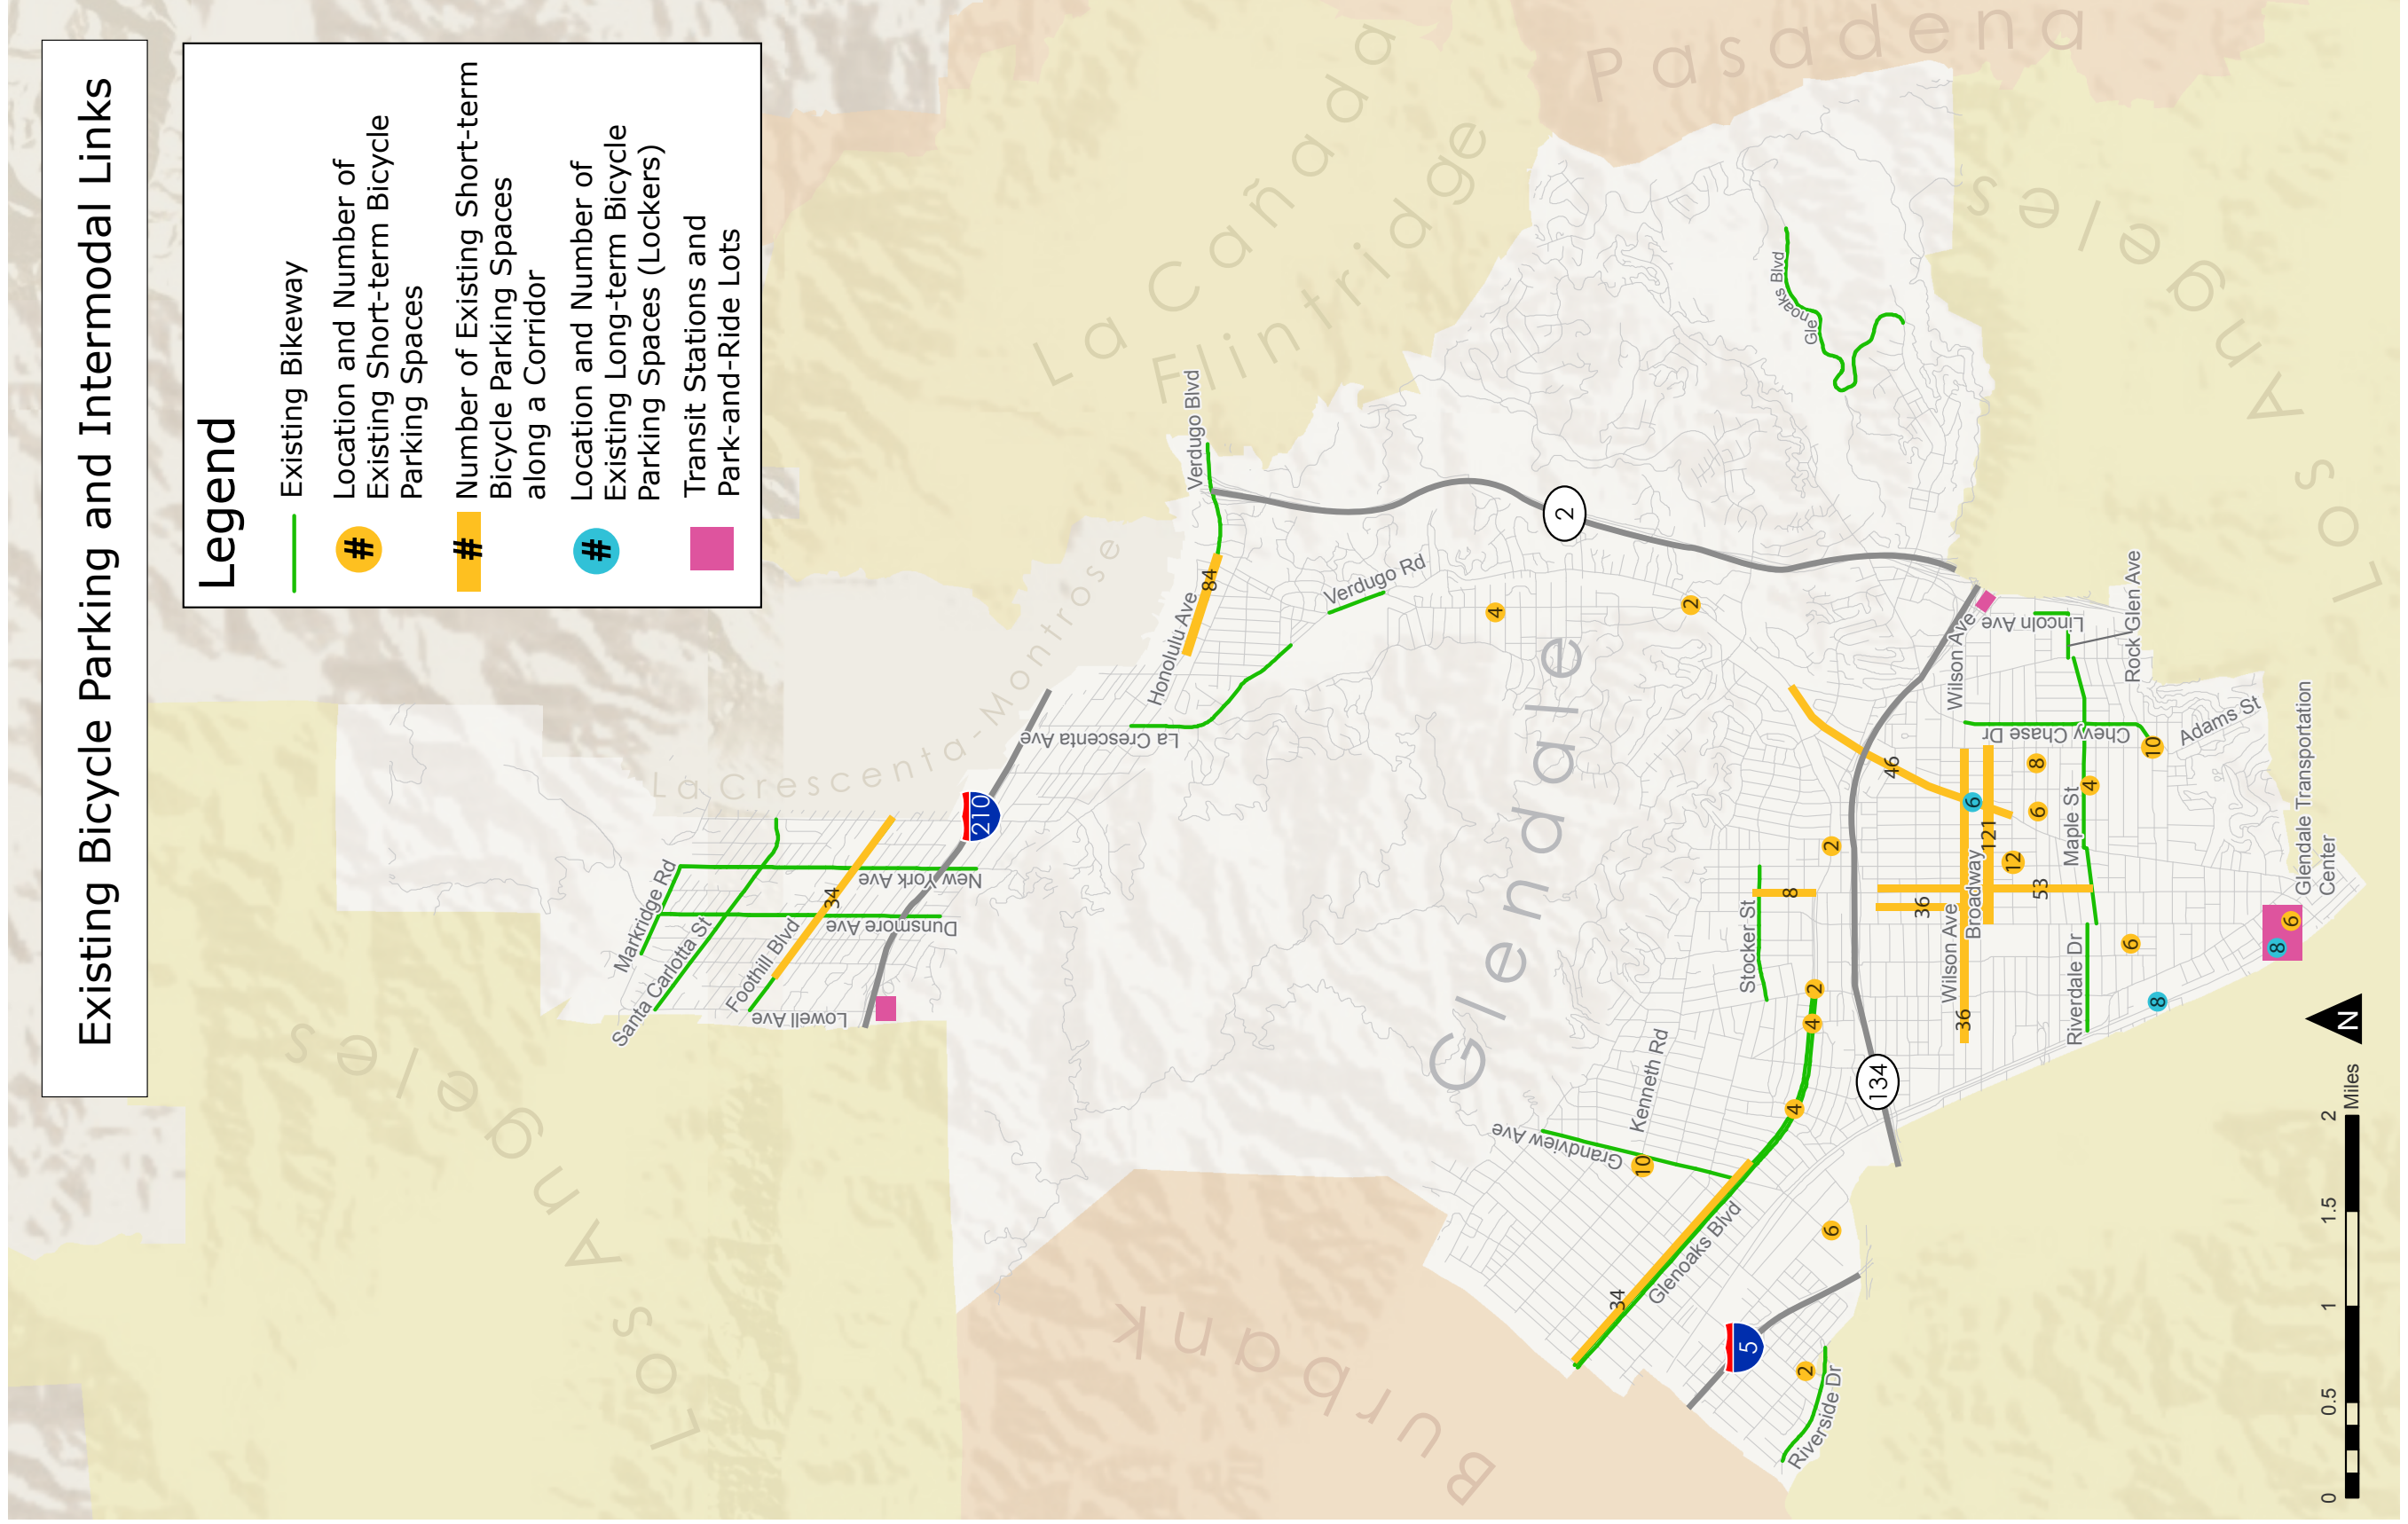 Existing Bicycle Parking and Intermodal Links
Legend
Existing Bikeway
#
Location and Number of
Existing Short-term Bicycle
Parking Spaces
#
Number of Existing Short-term
Bicycle Parking Spaces
along a Corridor
#
Location and Number of
Existing Long-term Bicycle
Parking Spaces (Lockers)
Transit Stations and
Park-and-Ride Lots
Los Angeles
Burbank
La Crescenta-Montrose
La Cañada
Flintridge
Pasadena
Los Angeles
Glendale
Markridge Rd
Santa Carlotta St
Foothill Blvd
Lowell Ave
Dunsmore Ave
New York Ave
34
210
La Crescenta Ave
Honolulu Ave
84
Verdugo Blvd
Verdugo Rd
2
4
2
Glenoaks Blvd
Grandview Ave
Kenneth Rd
10
34
Glenoaks Blvd
4
4
2
Stocker St
8
2
5
2
Riverside Dr
6
134
46
Wilson Ave
Lincoln Ave
Rock Glen Ave
Chevy Chase Dr
10
Adams St
6
8
6
121
12
4
Maple St
Broadway
Wilson Ave
36
36
53
Riverdale Dr
6
8
8
6
Glendale Transportation
Center
N
0
0.5
1
1.5
2
Miles